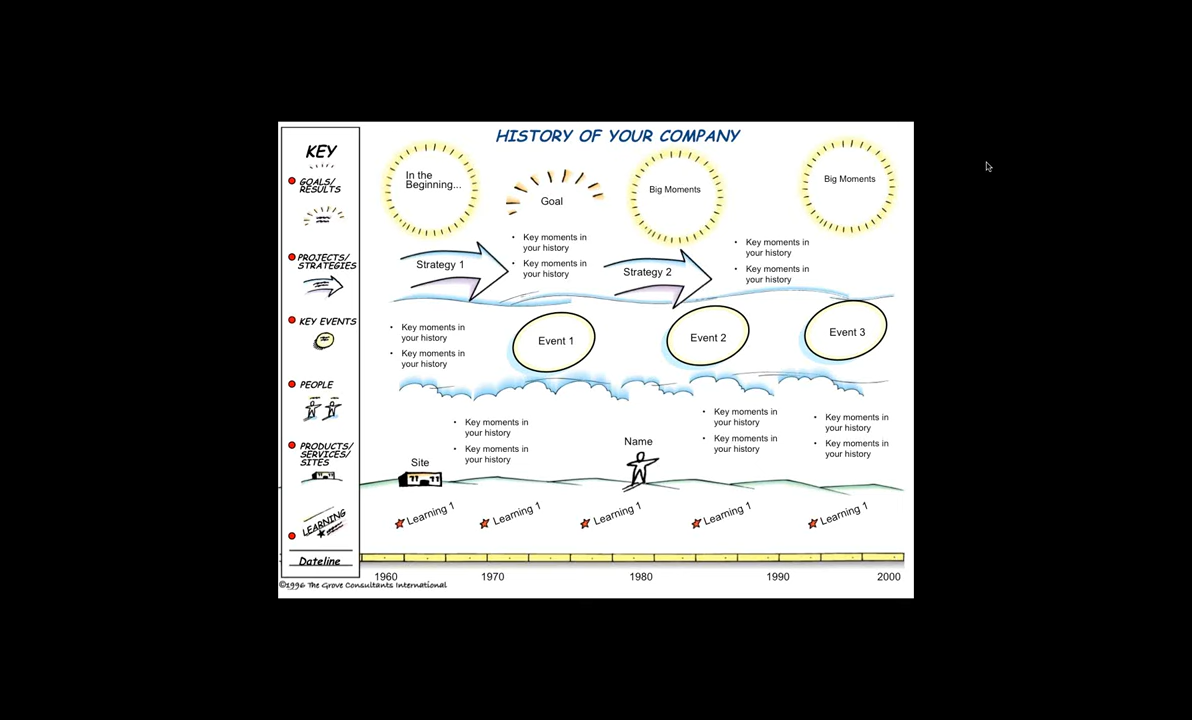 HISTORY OF YOUR COMPANY
KEY
GOALS/
RESULTS
PROJECTS/
STRATEGIES
KEY EVENTS
PEOPLE
PRODUCTS/
SERVICES/
SITES
LEARNING
Dateline
©1996 The Grove Consultants International
In the
Beginning...
Goal
Big Moments
Big Moments
Strategy 1
• Key moments in
your history
• Key moments in
your history
Strategy 2
• Key moments in
your history
• Key moments in
your history
• Key moments in
your history
• Key moments in
your history
Event 1
Event 2
Event 3
• Key moments in
your history
• Key moments in
your history
• Key moments in
your history
• Key moments in
your history
• Key moments in
your history
• Key moments in
your history
Site
Name
Learning 1
Learning 1
Learning 1
Learning 1
Learning 1
1960
1970
1980
1990
2000